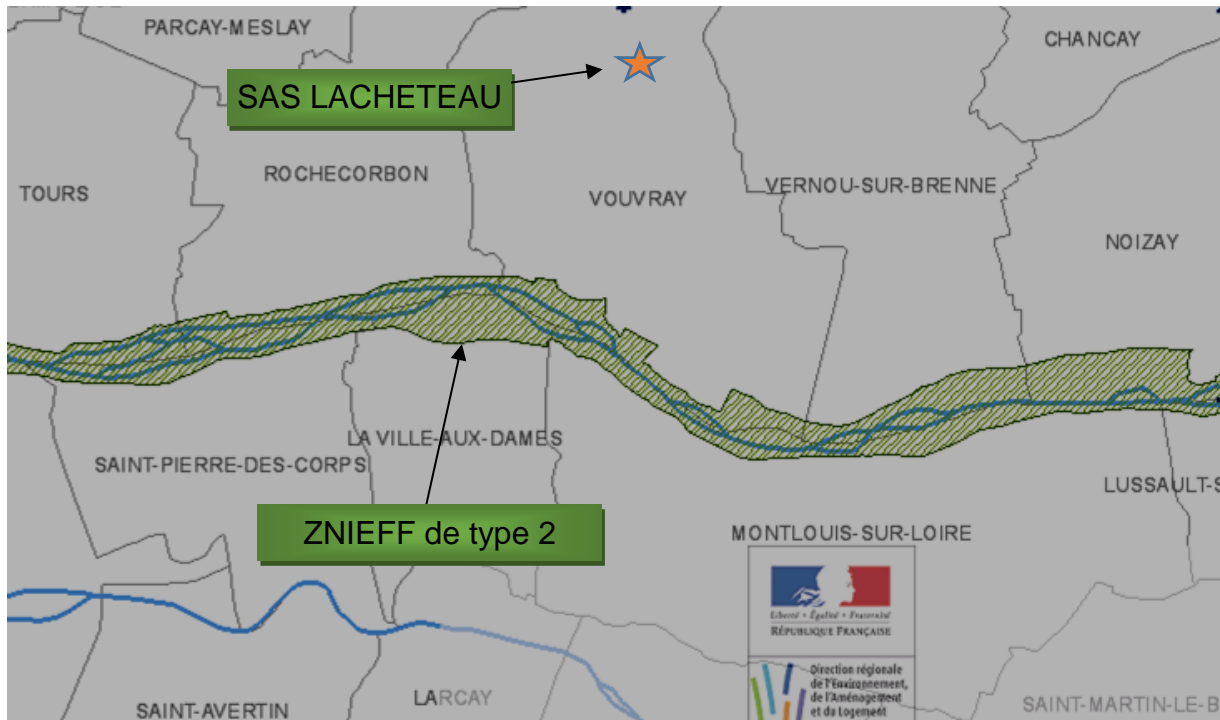 PARCAY-MESLAY
CHANCAY
SAS LACHETEAU
ROCHECORBON
TOURS
VOUVRAY
VERNOU-SUR-BRENNE
NOIZAY
LA VILLE-AUX-DAMES
SAINT-PIERRE-DES-CORPS
LUSSAULT-S
ZNIEFF de type 2
MONTLOUIS-SUR-LOIRE
Liberté • Égalité • Fraternité
RÉPUBLIQUE FRANÇAISE
Direction régionale
de l'Environnement,
de l'Aménagement
et du Logement
LARCAY
SAINT-AVERTIN
SAINT-MARTIN-LE-B